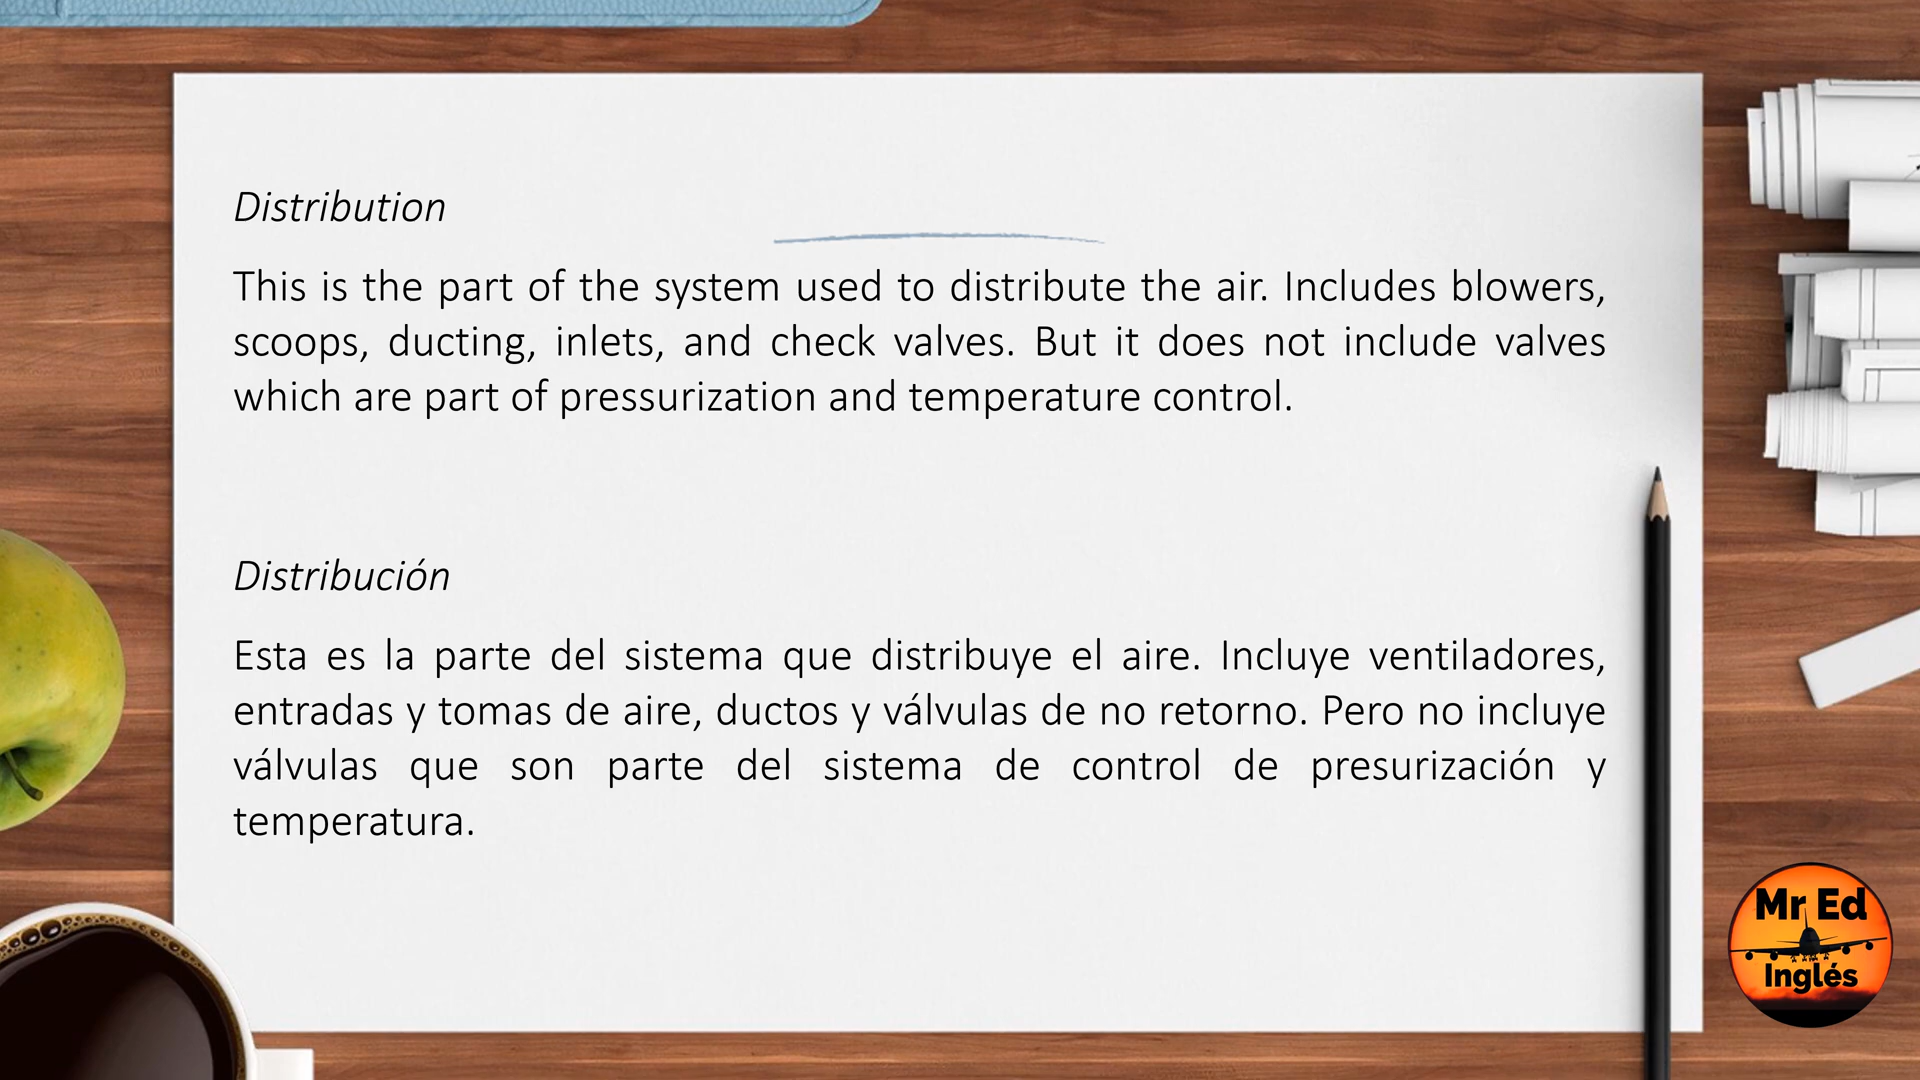 Distribution
This is the part of the system used to distribute the air. Includes blowers,
scoops, ducting, inlets, and check valves. But it does not include valves
which are part of pressurization and temperature control.
Distribución
Esta es la parte del sistema que distribuye el aire. Incluye ventiladores,
entradas y tomas de aire, ductos y válvulas de no retorno. Pero no incluye
válvulas que son parte del sistema de control de presurización y
temperatura.
Mr Ed
Inglés